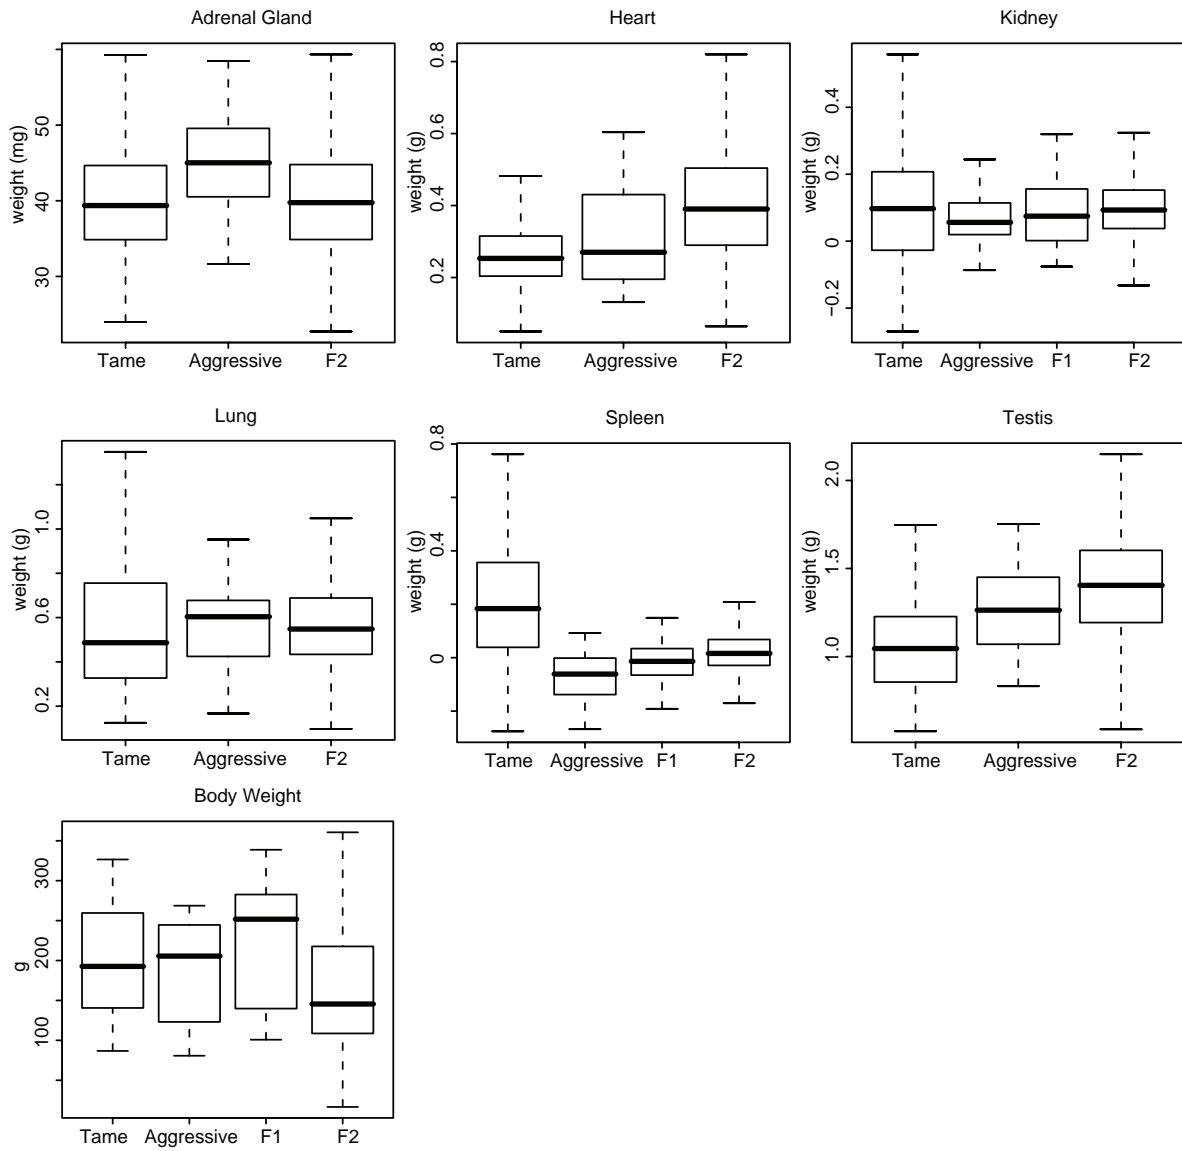 Adrenal Gland
weight (mg)
50
40
30
Tame Aggressive F2
Heart
weight (g)
0.8
0.6
0.4
0.2
Tame Aggressive F2
Kidney
weight (g)
0.4
0.2
0
−0.2
Tame Aggressive F1 F2
Lung
weight (g)
1.0
0.6
0.2
Tame Aggressive F2
Spleen
weight (g)
0.8
0.4
0
Tame Aggressive F1 F2
Testis
weight (g)
2.0
1.5
1.0
Tame Aggressive F2
Body Weight
g
300
200
100
Tame Aggressive F1 F2